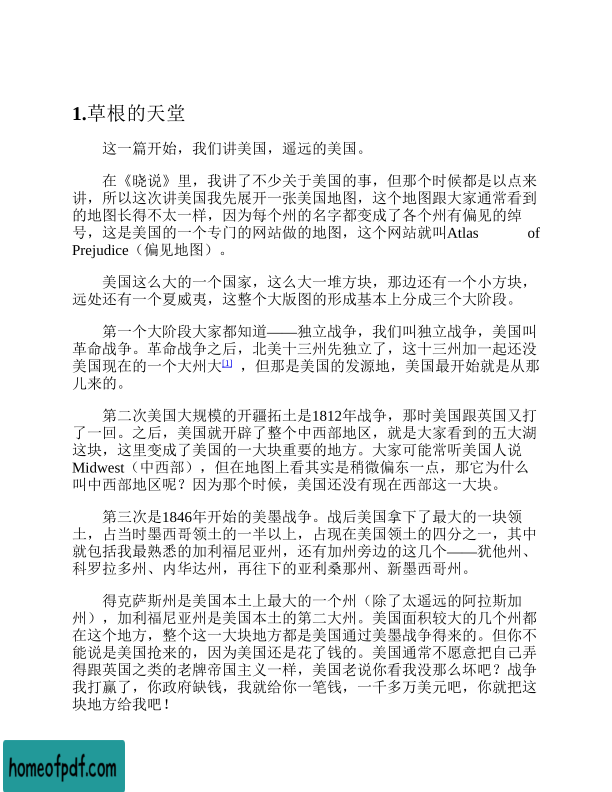 1.草根的天堂
这一篇开始，我们讲美国，遥远的美国。
在《晓说》里，我讲了不少关于美国的事，但那个时候都是以点来
讲，所以这次讲美国我先展开一张美国地图，这个地图跟大家通常看到
的地图长得不太一样，因为每个州的名字都变成了各个州有偏见的绰
号，这是美国的一个专门的网站做的地图，这个网站就叫Atlas of
Prejudice（偏见地图）。
美国这么大的一个国家，这么大一堆方块，那边还有一个小方块，
远处还有一个夏威夷，这整个大版图的形成基本上分成三个大阶段。
第一个大阶段大家都知道——独立战争，我们叫独立战争，美国叫
革命战争。革命战争之后，北美十三州先独立了，这十三州加一起还没
美国现在的一个大州大[1] ，但那是美国的发源地，美国最开始就是从那
儿来的。
第二次美国大规模的开疆拓土是1812年战争，那时美国跟英国又打
了一回。之后，美国就开辟了整个中西部地区，就是大家看到的五大湖
这块，这里变成了美国的一大块重要的地方。大家可能常听美国人说
Midwest（中西部），但在地图上看其实是稍微偏东一点，那它为什么
叫中西部地区呢？因为那个时候，美国还没有现在西部这一大块。
第三次是1846年开始的美墨战争。战后美国拿下了最大的一块领
土，占当时墨西哥领土的一半以上，占现在美国领土的四分之一，其中
就包括我最熟悉的加利福尼亚州，还有加州旁边的这几个——犹他州、
科罗拉多州、内华达州，再往下的亚利桑那州、新墨西哥州。
得克萨斯州是美国本土上最大的一个州（除了太遥远的阿拉斯加
州），加利福尼亚州是美国本土的第二大州。美国面积较大的几个州都
在这个地方，整个这一大块地方都是美国通过美墨战争得来的。但你不
能说是美国抢来的，因为美国还是花了钱的。美国通常不愿意把自己弄
得跟英国之类的老牌帝国主义一样，美国老说你看我没那么坏吧？战争
我打赢了，你政府缺钱，我就给你一笔钱，一千多万美元吧，你就把这
块地方给我吧！
homeofpdf.com